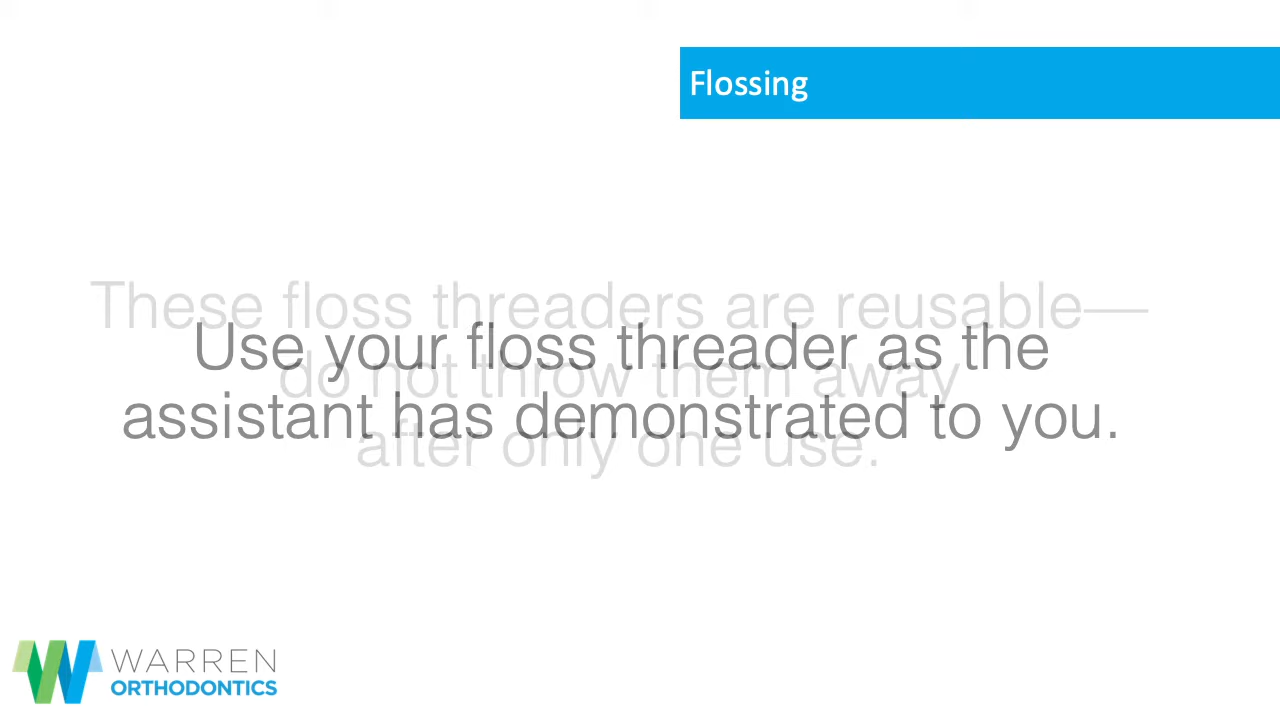 Flossing
These floss threaders are reusable—
do not throw them away
after only one use.
Use your floss threader as the
assistant has demonstrated to you.
WARREN
ORTHODONTICS